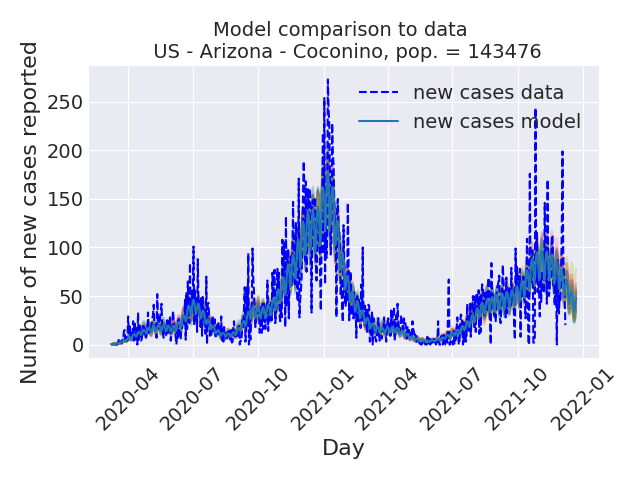 Model comparison to data
US - Arizona - Coconino, pop. = 143476
Number of new cases reported
250
200
150
100
50
0
new cases data
new cases model
2020-04
2020-07
2020-10
2021-01
2021-04
2021-07
2021-10
2022-01
Day